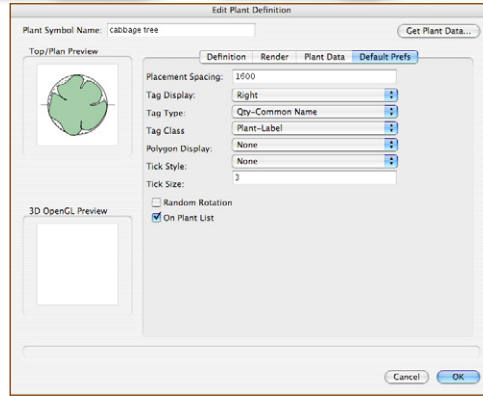 Edit Plant Definition
Plant Symbol Name: cabbage tree
Get Plant Data...
Top/Plan Preview
Definition Render Plant Data Default Prefs
Placement Spacing: 1600
Tag Display: Right
Tag Type: Qty-Common Name
Tag Class Plant-Label
Polygon Display: None
Tick Style: None
Tick Size: 3
Random Rotation
3D OpenGL Preview
On Plant List
Cancel OK